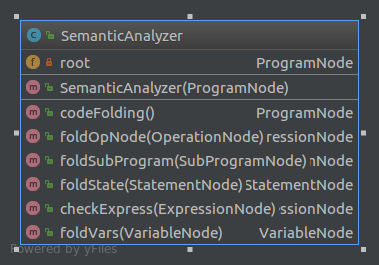 C SemanticAnalyzer
f root ProgramNode
m SemanticAnalyzer(ProgramNode)
m codeFolding() ProgramNode
m foldOpNode(OperationNode) ressionNode
m foldSubProgram(SubProgramNode) nNode
m foldState(StatementNode) StatementNode
m checkExpress(ExpressionNode) ssionNode
m foldVars(VariableNode) VariableNode
Powered by yFiles